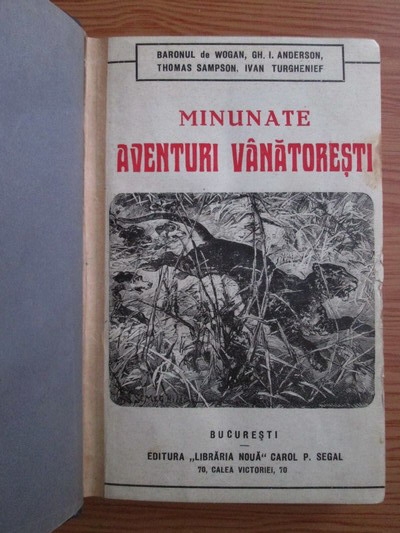 BARONUL de WOGAN, GH. I. ANDERSON,
THOMAS SAMPSON, IVAN TURGHENIEF
MINUNATE
AVENTURI VÂNĂTOREȘTI
BUCUREȘTI
EDITURA „LIBRĂRIA NOUĂ" CAROL P. SEGAL
70, CALEA VICTORIEI, 70